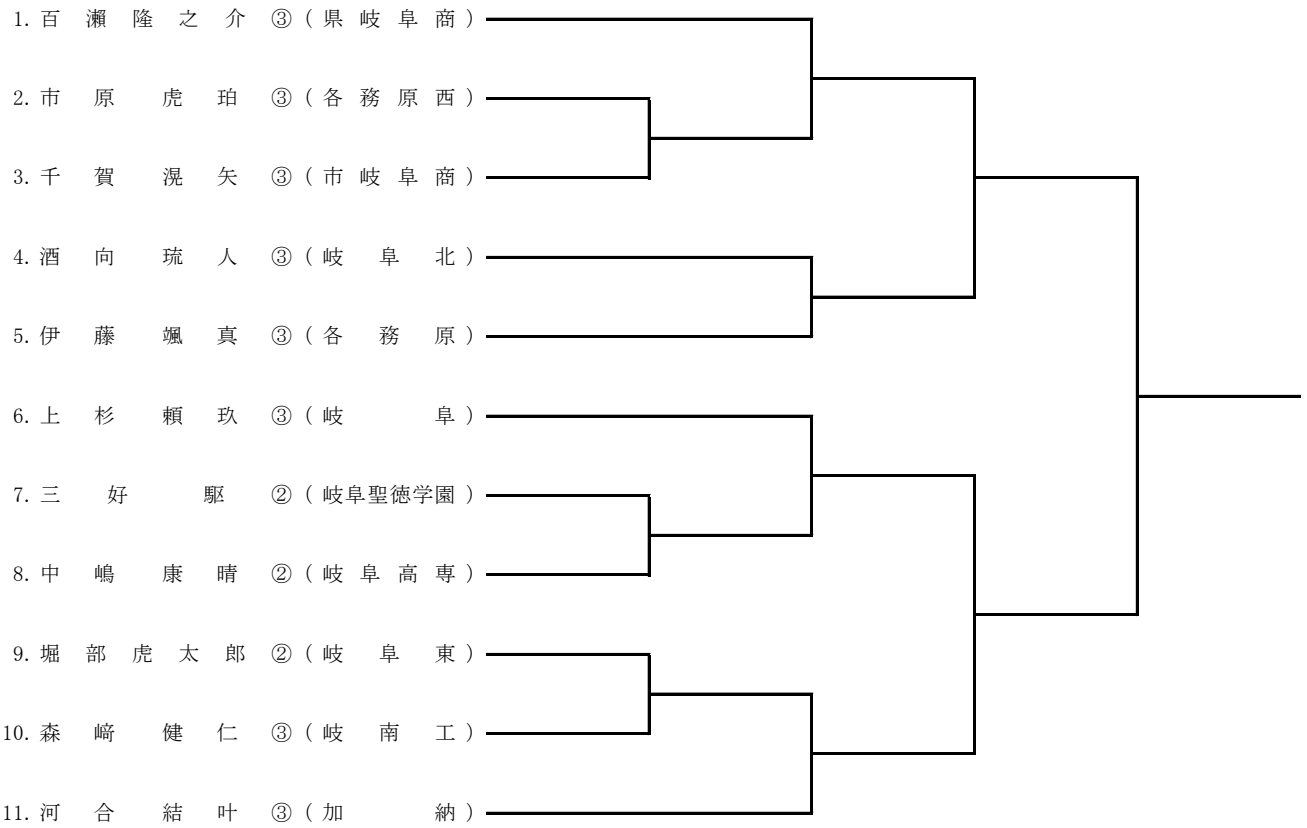 1. 百瀨隆之介 ③ ( 県岐阜商 )
2. 市原虎珀 ③ ( 各務原西 )
3. 千賀滉矢 ③ ( 市岐阜商 )
4. 酒向琉人 ③ ( 岐阜北 )
5. 伊藤颯真 ③ ( 各務原 )
6. 上杉頼玖 ③ ( 岐阜 )
7. 三好駆 ② ( 岐阜聖徳学園 )
8. 中嶋康晴 ② ( 岐阜高専 )
9. 堀部虎太郎 ② ( 岐阜東 )
10. 森﨑健仁 ③ ( 岐南工 )
11. 河合結叶 ③ ( 加納 )